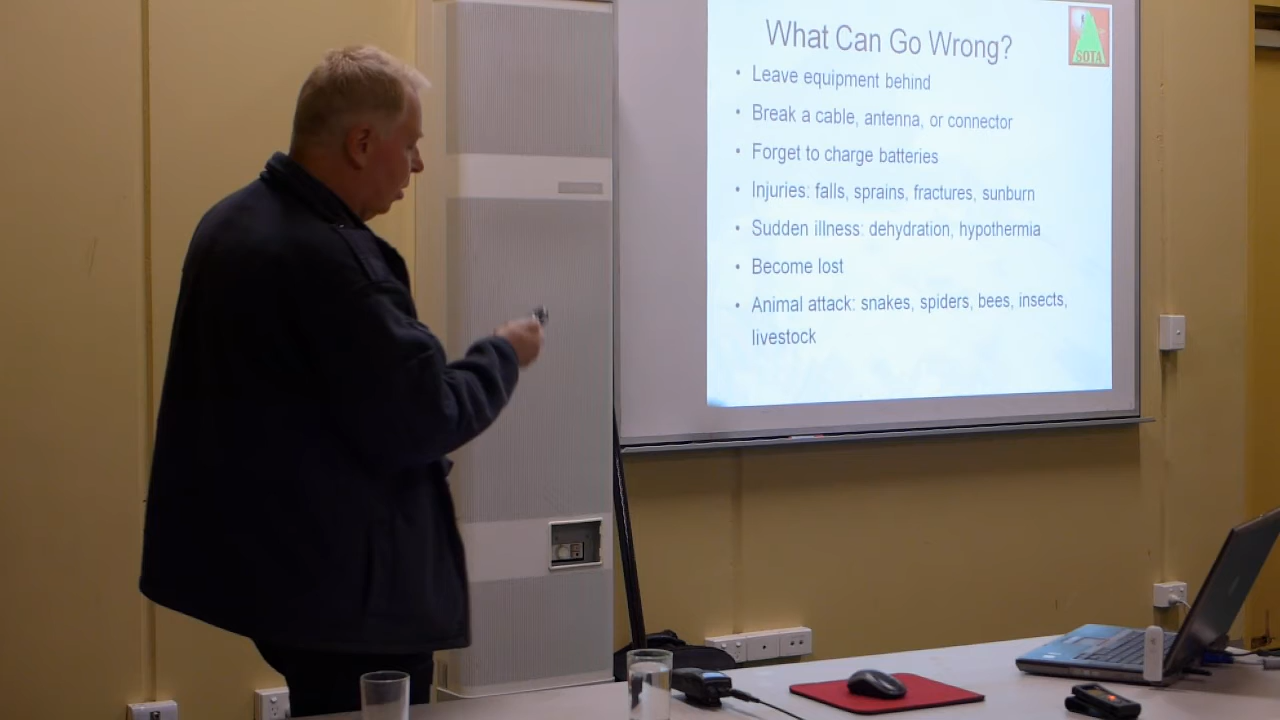 What Can Go Wrong?
SOTA
• Leave equipment behind
• Break a cable, antenna, or connector
• Forget to charge batteries
• Injuries: falls, sprains, fractures, sunburn
• Sudden illness: dehydration, hypothermia
• Become lost
• Animal attack: snakes, spiders, bees, insects,
livestock